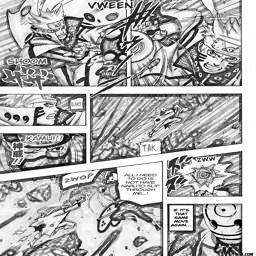 VWEEN
SHOOM
KAMUI!!
TAK
ZWW
ZWOP
ALL I NEED
TO DO IS
NOT HAVE
NARUTO SLIP
THROUGH
ME...!
IF IT'S
THAT
SAME
MOVE
AGAIN...